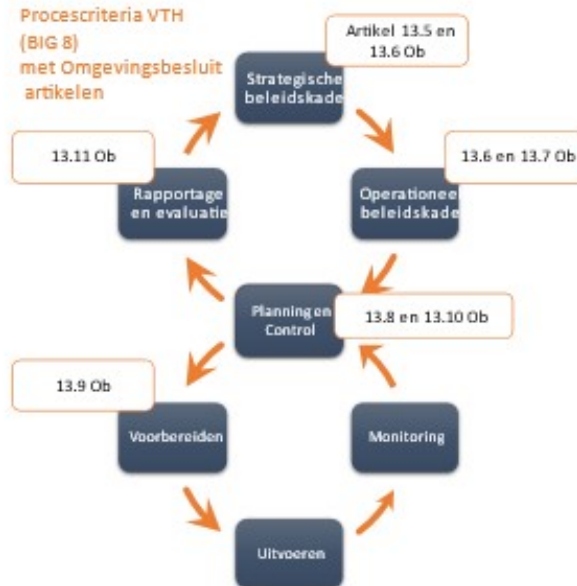 Procescriteria VTH
(BIG 8)
met Omgevingsbesluit
artikelen
Artikel 13.5 en
13.6 Ob
Strategische
beleidskade
13.11 Ob
13.6 en 13.7 Ob
Rapportage
en evaluatie
Operationee
beleidskade
Planning en
Control
13.8 en 13.10 Ob
13.9 Ob
Voorbereiden
Monitoring
Uitvoeren